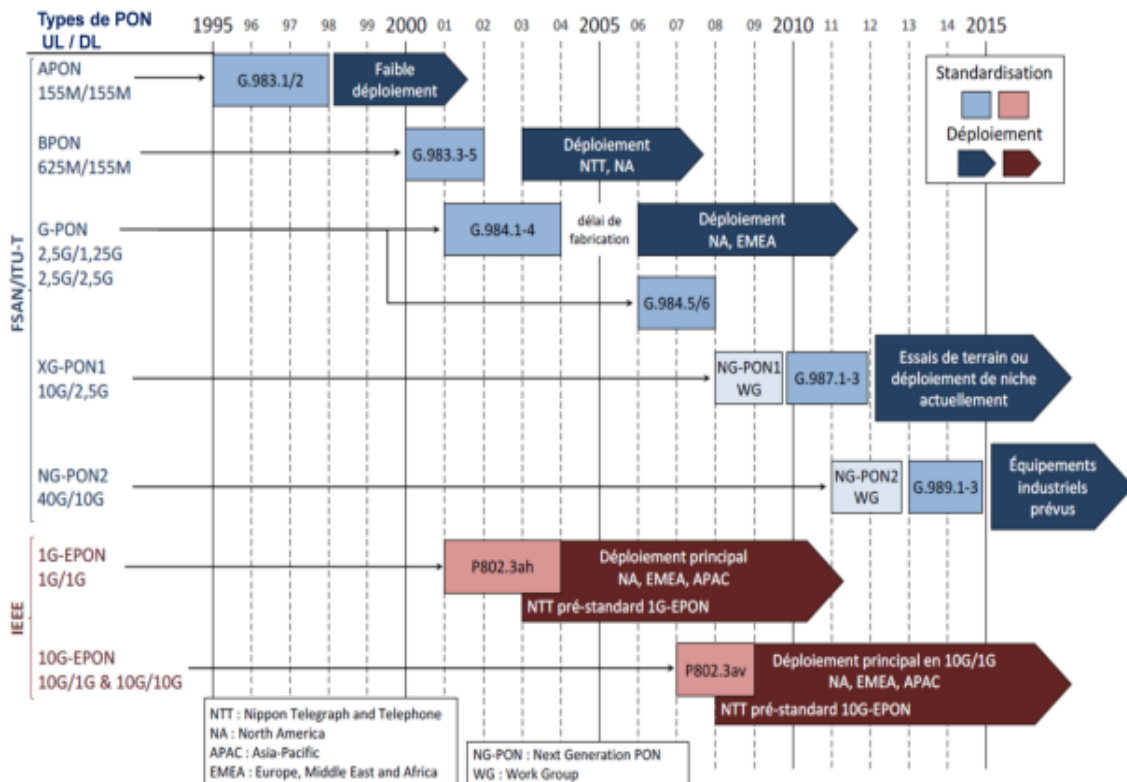 Types de PON
UL / DL
1995 96 97 98 99 2000 01 02 03 04 2005 06 07 08 09 2010 11 12 13 14 2015
Standardisation
Déploiement
FSAN/ITU-T
APON
155M/155M
G.983.1/2
Faible
déploiement
BPON
625M/155M
G.983.3-5
Déploiement
NTT, NA
G-PON
2,5G/1,25G
2,5G/2,5G
G.984.1-4
délai de
fabrication
Déploiement
NA, EMEA
G.984.5/6
XG-PON1
10G/2,5G
NG-PON1
WG
G.987.1-3
Essais de terrain ou
déploiement de niche
actuellement
NG-PON2
40G/10G
NG-PON2
WG
G.989.1-3
Équipements
industriels
prévus
IEEE
1G-EPON
1G/1G
P802.3ah
Déploiement principal
NA, EMEA, APAC
NTT pré-standard 1G-EPON
10G-EPON
10G/1G & 10G/10G
P802.3av
Déploiement principal en 10G/1G
NA, EMEA, APAC
NTT pré-standard 10G-EPON
NTT : Nippon Telegraph and Telephone
NA : North America
APAC : Asia-Pacific
EMEA : Europe, Middle East and Africa
NG-PON : Next Generation PON
WG : Work Group